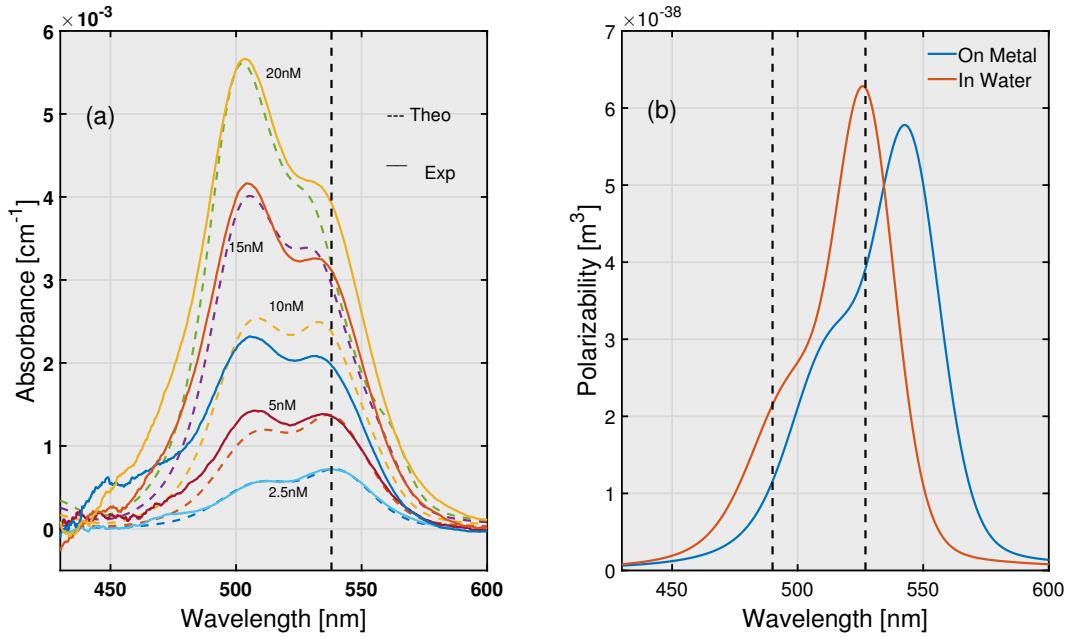 ×10⁻³
6
5
4
3
2
1
0
Absorbance [cm⁻¹]
(a)
20nM
--- Theo
— Exp
15nM
10nM
5nM
2.5nM
450 500 550 600
Wavelength [nm]
×10⁻³⁸
7
6
5
4
3
2
1
0
Polarizability [m³]
(b)
On Metal
In Water
450 500 550 600
Wavelength [nm]